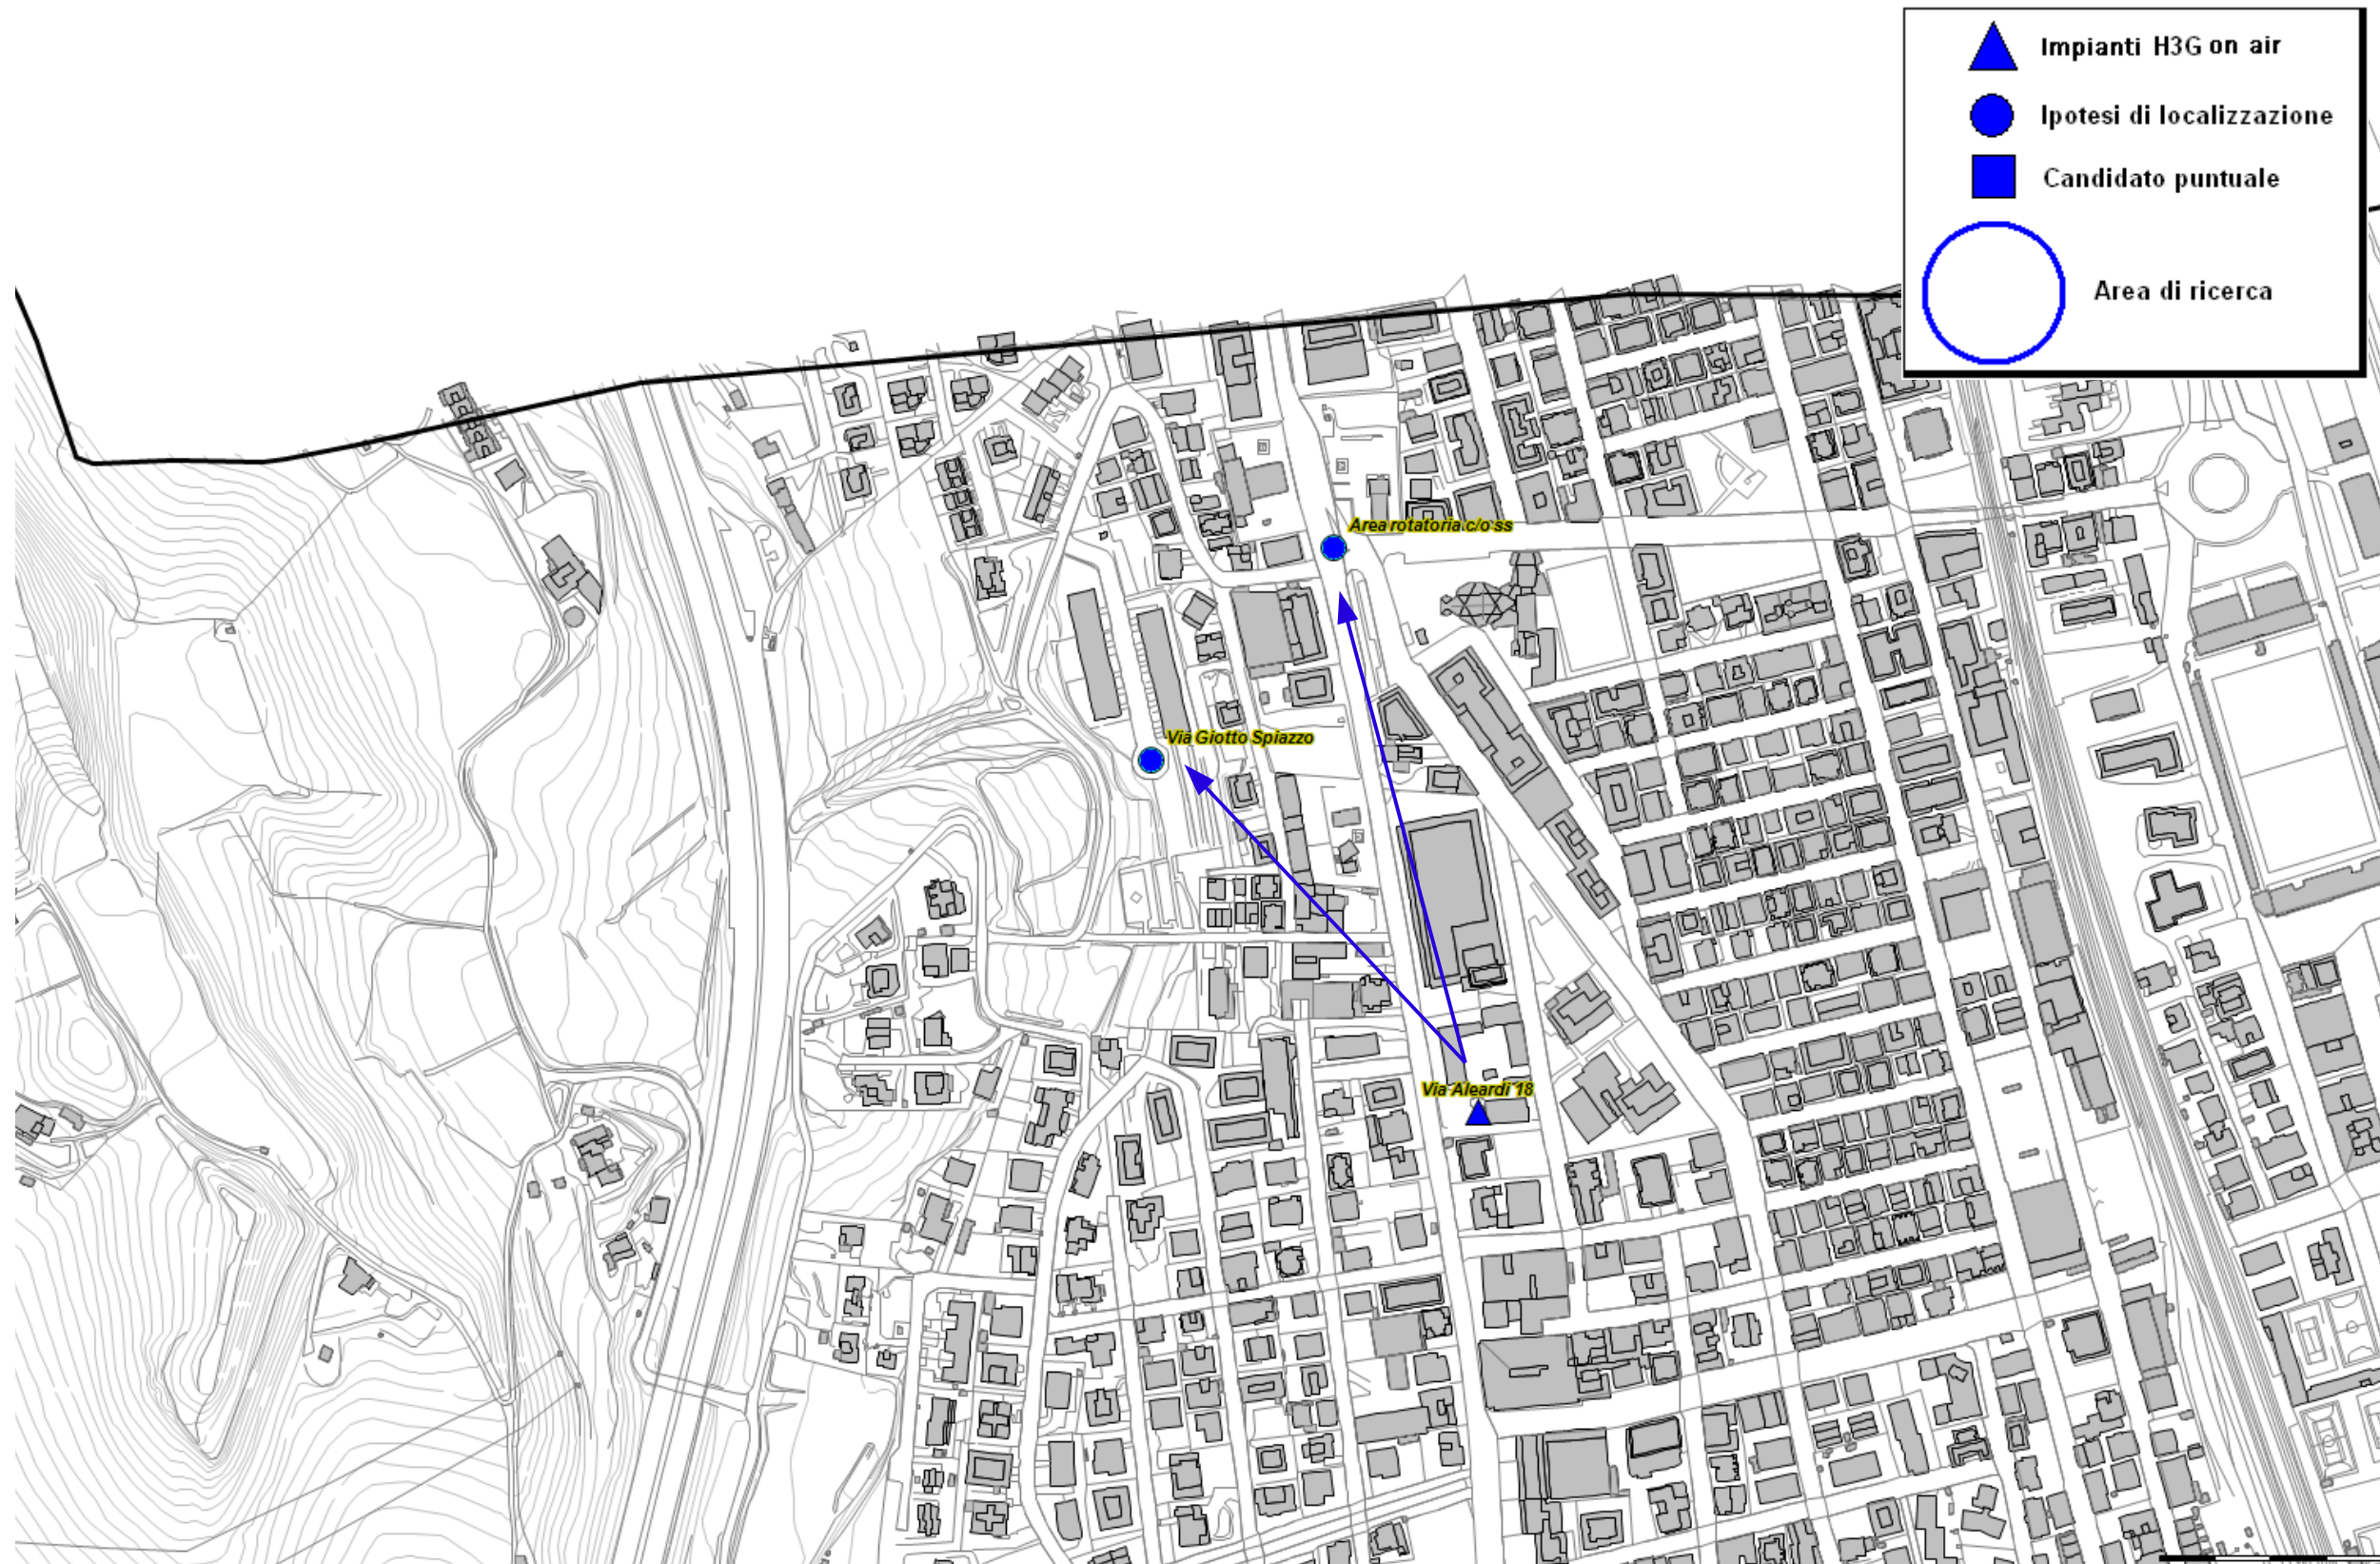 Impianti H3G on air
Ipotesi di localizzazione
Candidato puntuale
Area di ricerca
Area rotatoria c/o ss
Via Giotto Spiazzo
Via Aleardi 18